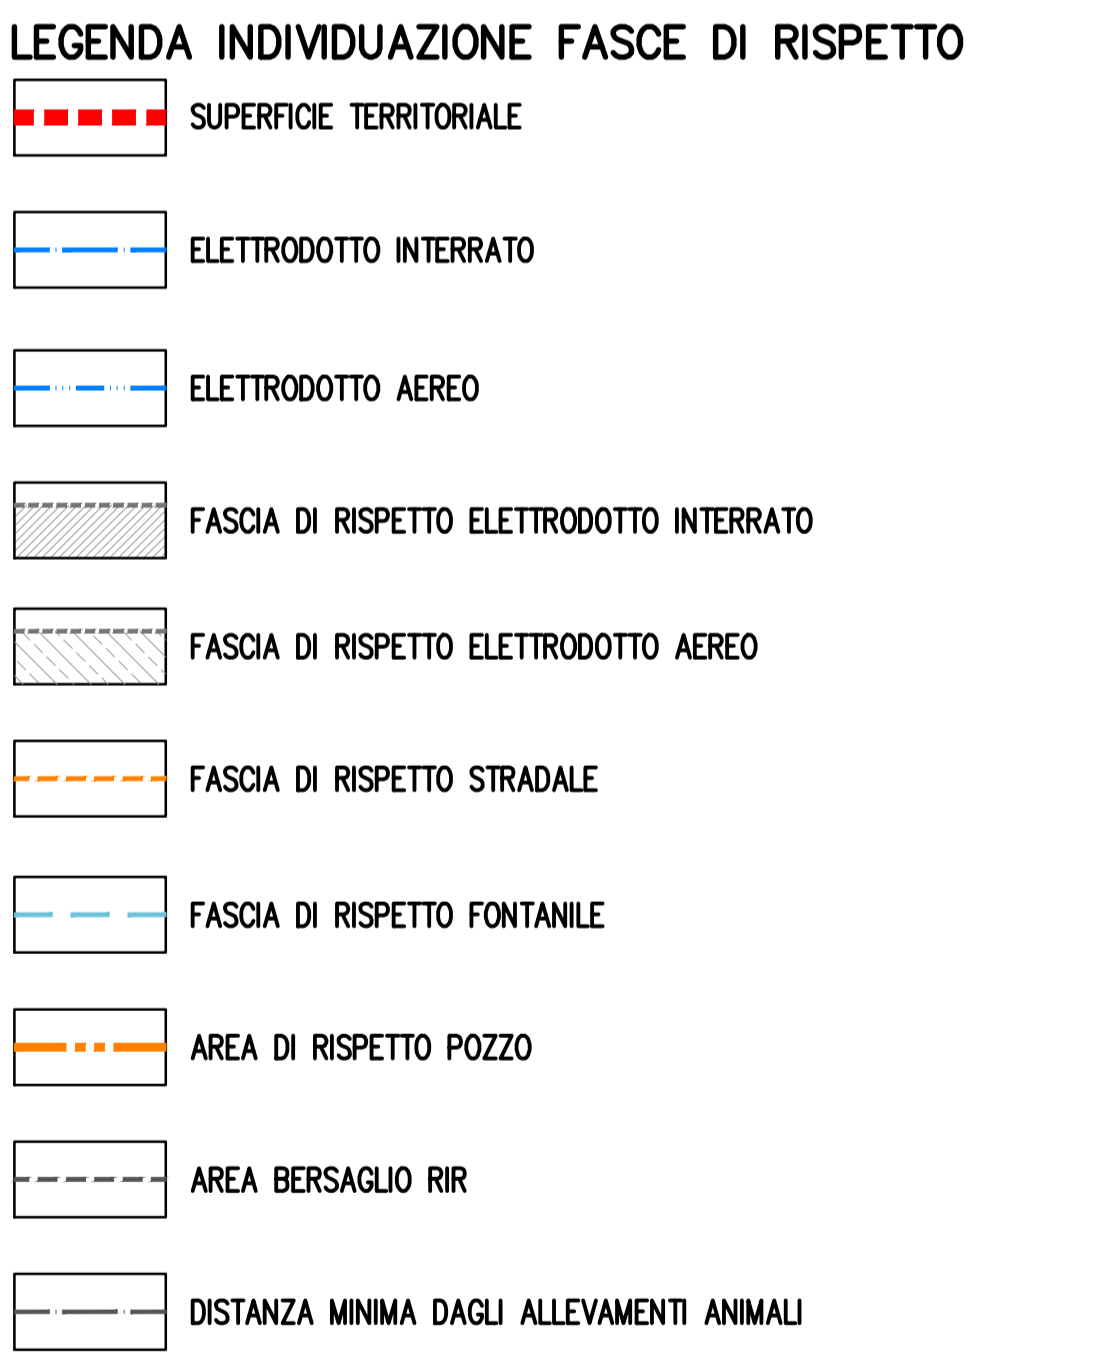 LEGENDA INDIVIDUAZIONE FASCE DI RISPETTO
SUPERFICIE TERRITORIALE
ELETTRODOTTO INTERRATO
ELETTRODOTTO AEREO
FASCIA DI RISPETTO ELETTRODOTTO INTERRATO
FASCIA DI RISPETTO ELETTRODOTTO AEREO
FASCIA DI RISPETTO STRADALE
FASCIA DI RISPETTO FONTANILE
AREA DI RISPETTO POZZO
AREA BERSAGLIO RIR
DISTANZA MINIMA DAGLI ALLEVAMENTI ANIMALI